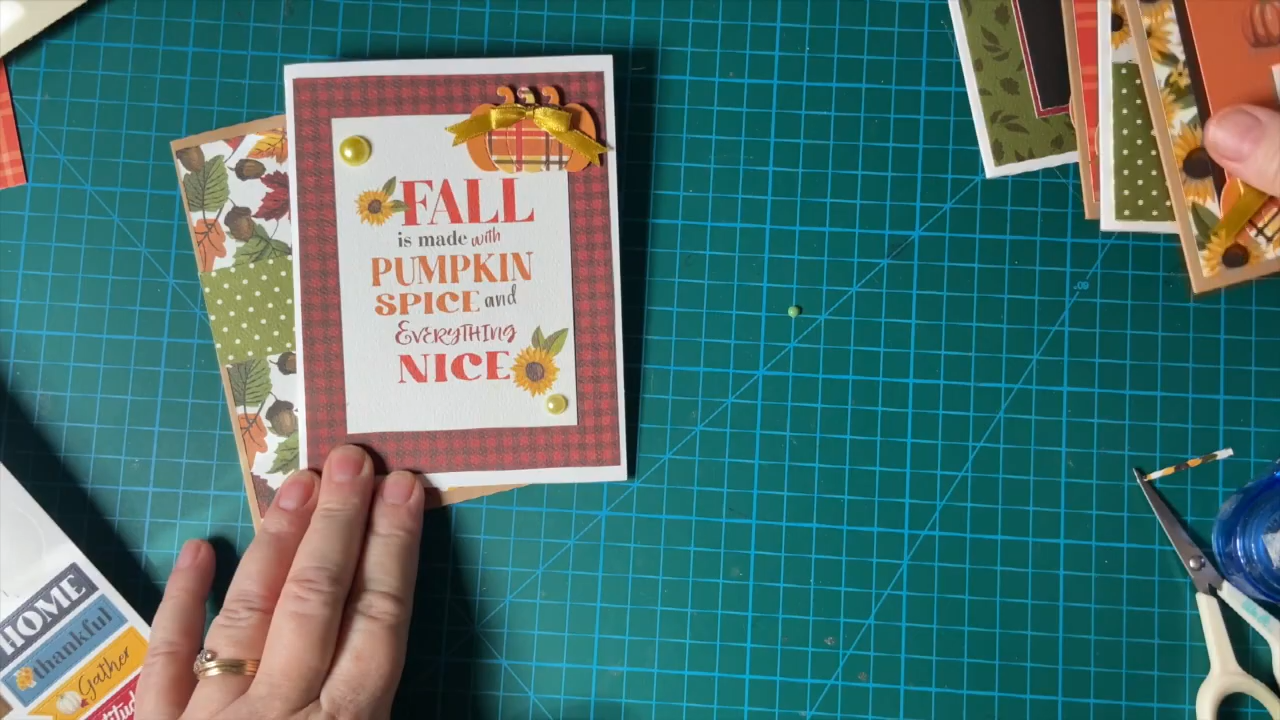 FALL
is made with
PUMPKIN
SPICE and
EVERYTHING
NICE
HOME
thankful
Gather